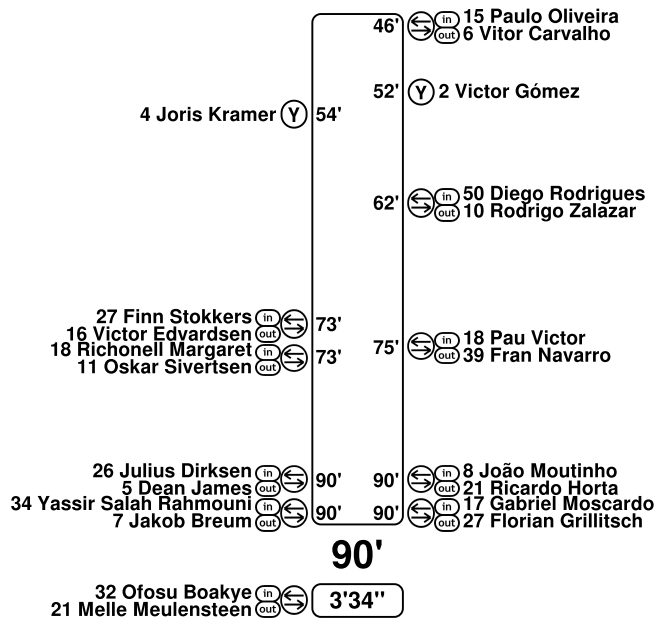 46' in 15 Paulo Oliveira
out 6 Vitor Carvalho
52' Y 2 Victor Gómez
4 Joris Kramer Y 54'
62' in 50 Diego Rodrigues
out 10 Rodrigo Zalazar
27 Finn Stokkers in
16 Victor Edvardsen out 73'
18 Richonell Margaret in
11 Oskar Sivertsen out 73'
75' in 18 Pau Victor
out 39 Fran Navarro
26 Julius Dirksen in
5 Dean James out 90'
90' in 8 João Moutinho
out 21 Ricardo Horta
34 Yassir Salah Rahmouni in
7 Jakob Breum out 90'
90' in 17 Gabriel Moscardo
out 27 Florian Grillitsch
90'
32 Ofosu Boakye in
21 Melle Meulensteen out 3'34"